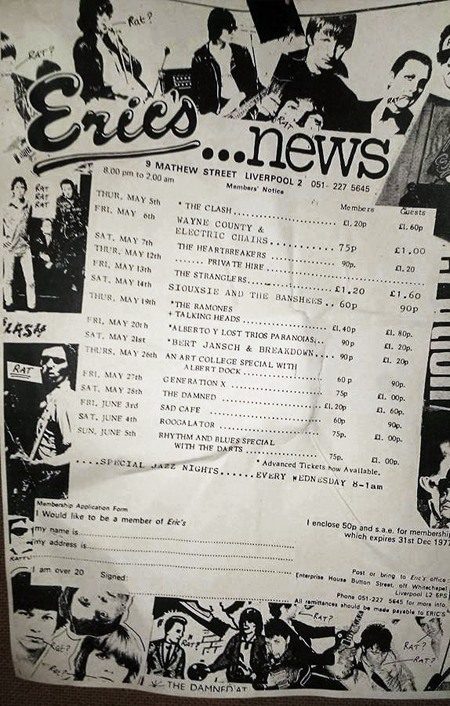 RAT?
Rat?
RAT
RAT
Eric's
...news
9 MATHEW STREET LIVERPOOL 2 051-227 5645
8.00 pm to 2.00 am
Members' Notice
Members Guests
THUR. MAY 5th * THE CLASH £1. 20p £1. 60p
FRI. MAY 6th WAYNE COUNTY &
ELECTRIC CHAIRS 75p £1.00
SAT. MAY 7th THE HEARTBREAKERS 90p £1. 20
THUR. MAY 12th PRIVATE HIRE
FRI. MAY 13th THE STRANGLERS £1.20 £1.60
SAT. MAY 14th SIOUXSIE AND THE BANSHEES 60p 90p
THUR. MAY 19th *THE RAMONES
+ TALKING HEADS £1.40p £1. 80p.
FRI. MAY 20th *ALBERTO Y LOST TRIOS PARANOIAS 90p £1. 20p
SAT. MAY 21st *BERT JANSCH & BREAKDOWN 90p £1. 20p
THURS. MAY 26th AN ART COLLEGE SPECIAL WITH
ALBERT DOCK 60p 90p.
FRI. MAY 27th GENERATION X 75p £1. 00p.
SAT. MAY 28th THE DAMNED £1.20p £1. 60p.
FRI. JUNE 3rd SAD CAFE 60p 90p.
SAT. JUNE 4th ROOGALATOR 75p. £1. 00p.
SUN. JUNE 5th RHYTHM AND BLUES SPECIAL
WITH THE DARTS 75p. £1. 00p.
* Advanced Tickets now Available.
....SPECIAL JAZZ NIGHTS......EVERY WEDNESDAY 8-1am
RAT
RAT
RAT
RAT
Membership Application Form
I Would like to be a member of Eric's
my name is
my address is
I am over 20 Signed:
I enclose 50p and s.a.e. for membership
which expires 31st Dec 1977
Post or bring to Eric's office
Enterprise House Button Street, off Whitechapel
Liverpool L2 6PS
Phone 051-227 5645 for more info.
All remittances should be made payable to ERIC'S
RAT?
RAT?
RAT?
RAT?
THE DAMNED AT